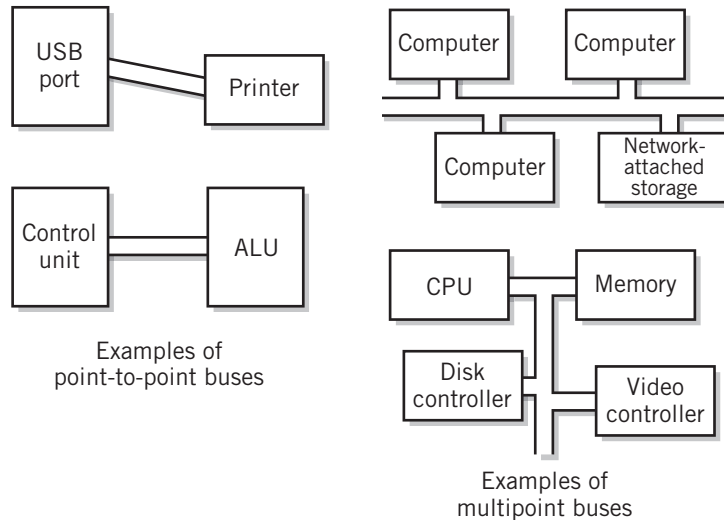 USB
port
Printer
Control
unit
ALU
Examples of
point-to-point buses
Computer
Computer
Computer
Network-
attached
storage
CPU
Memory
Disk
controller
Video
controller
Examples of
multipoint buses